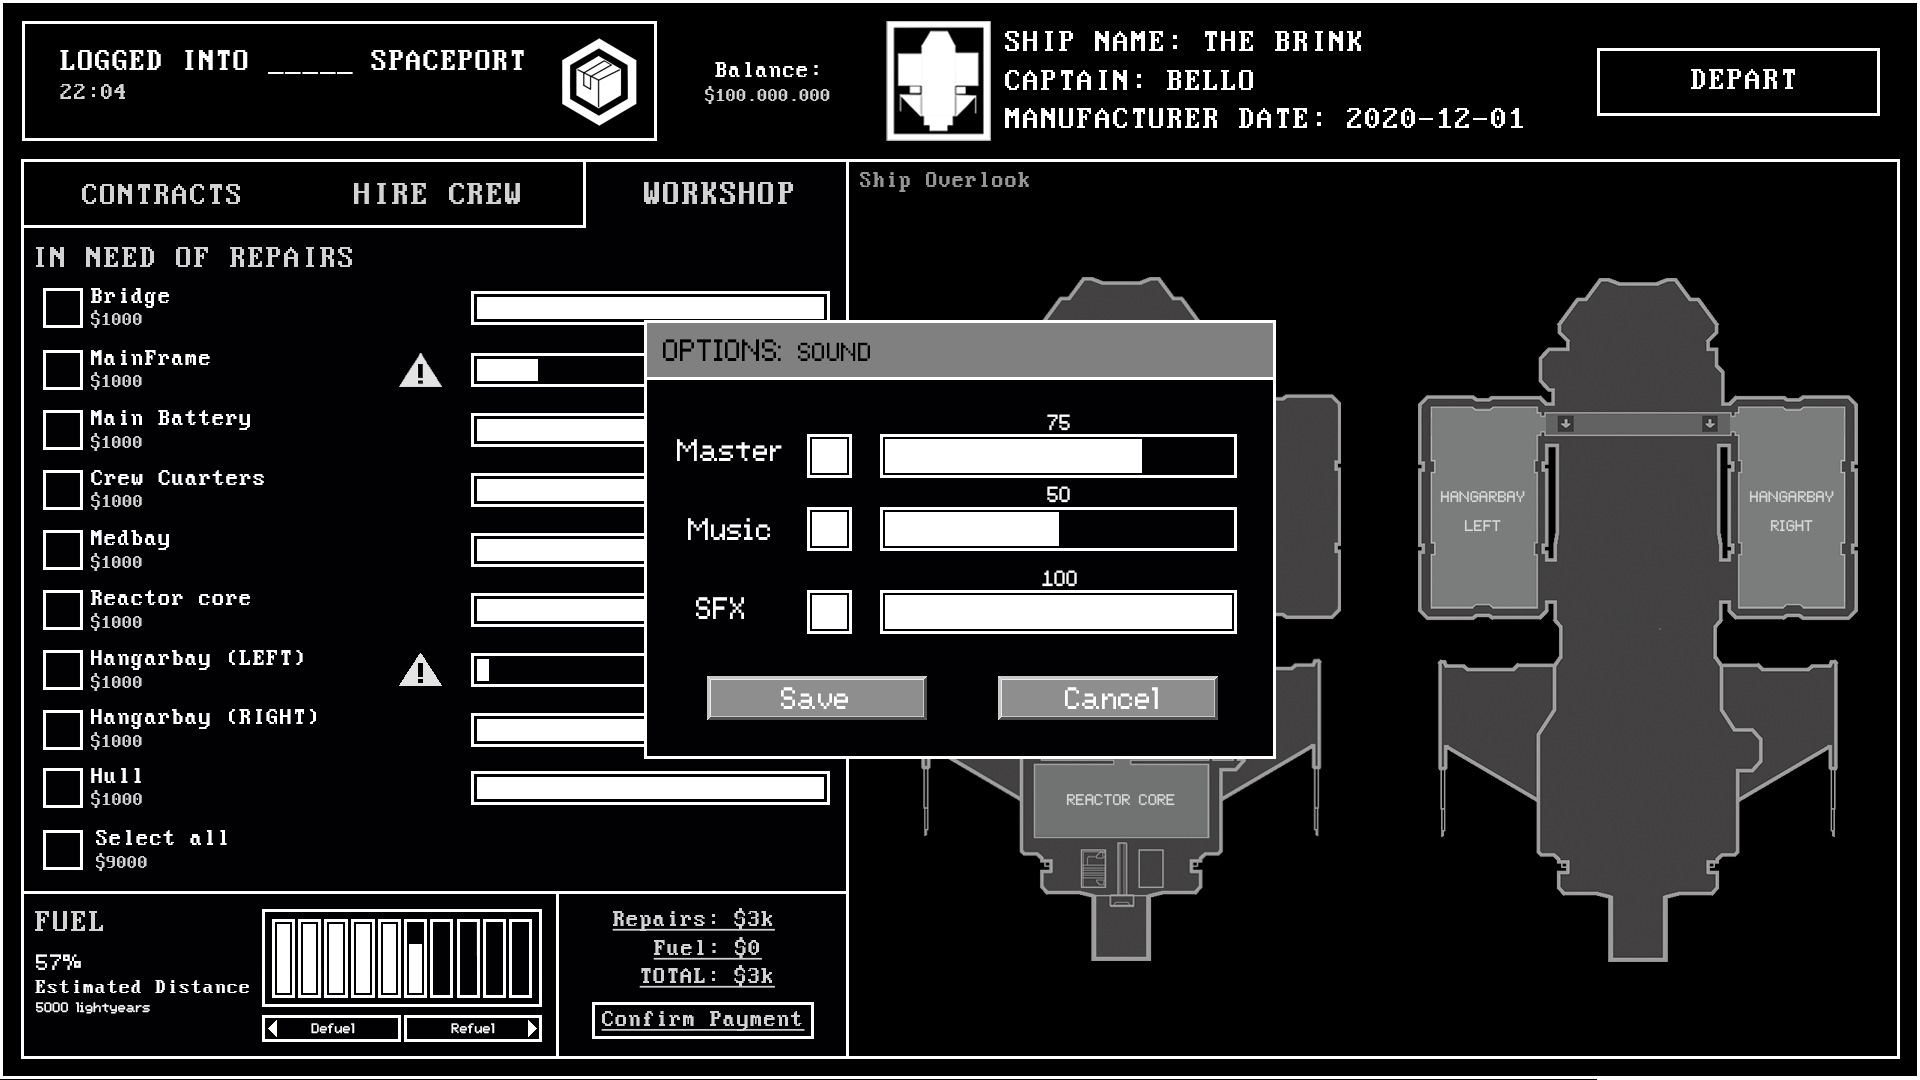 LOGGED INTO _____ SPACEPORT
22:04
Balance:
$100.000.000
SHIP NAME: THE BRINK
CAPTAIN: BELLO
MANUFACTURER DATE: 2020-12-01
DEPART
CONTRACTS
HIRE CREW
WORKSHOP
IN NEED OF REPAIRS
Bridge
$1000
MainFrame
$1000
Main Battery
$1000
Crew Cuarters
$1000
Medbay
$1000
Reactor core
$1000
Hangarbay (LEFT)
$1000
Hangarbay (RIGHT)
$1000
Hull
$1000
Select all
$9000
FUEL
57%
Estimated Distance
5000 lightyears
Defuel
Refuel
Repairs: $3k
Fuel: $0
TOTAL: $3k
Confirm Payment
Ship Overlook
OPTIONS: SOUND
Master
75
Music
50
SFX
100
Save
Cancel
REACTOR CORE
HANGARBAY
LEFT
HANGARBAY
RIGHT